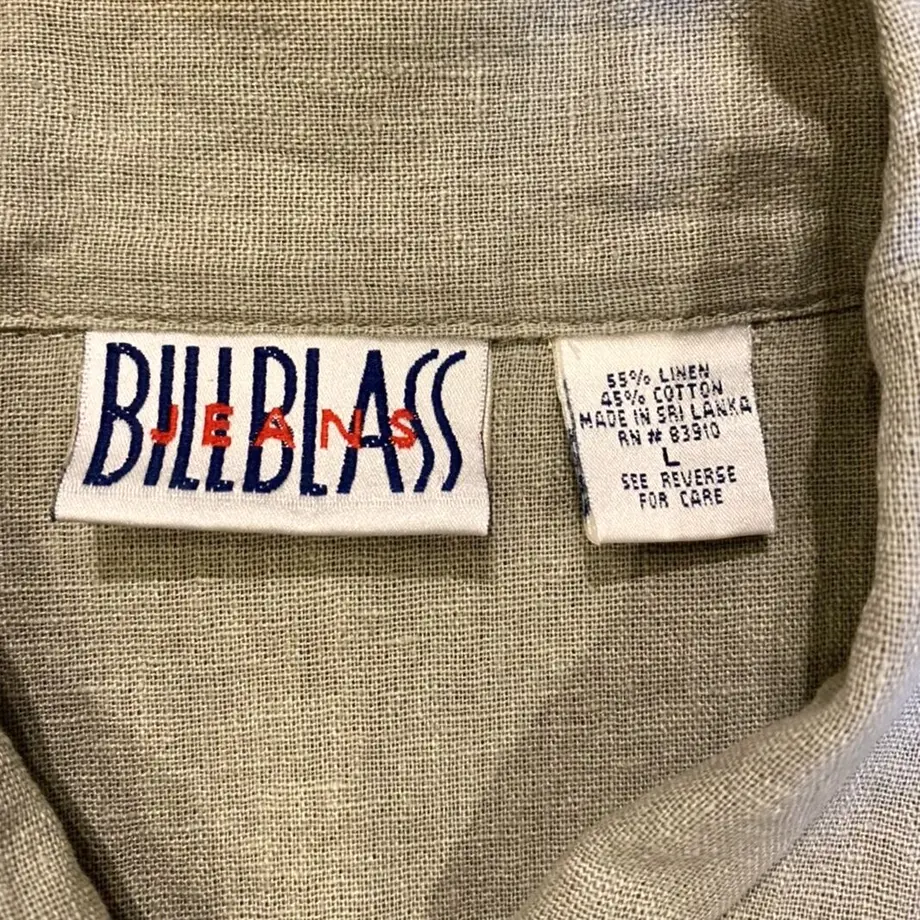 BILL BLASS
JEANS
55% LINEN
45% COTTON
MADE IN SRI LANKA
RN # 83910
L
SEE REVERSE
FOR CARE